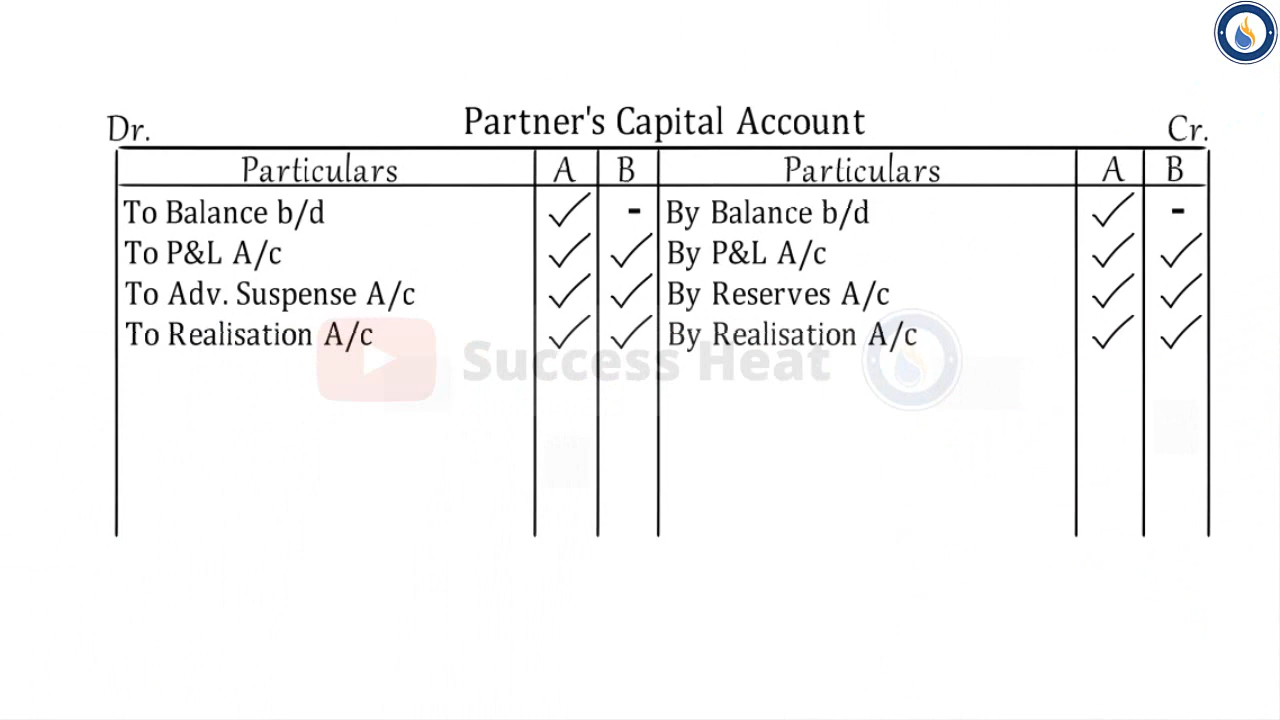 Partner's Capital Account
Dr. Cr.
Particulars A B Particulars A B
To Balance b/d ✓ - By Balance b/d ✓ -
To P&L A/c ✓ ✓ By P&L A/c ✓ ✓
To Adv. Suspense A/c ✓ ✓ By Reserves A/c ✓ ✓
To Realisation A/c ✓ ✓ By Realisation A/c ✓ ✓
Success Heat